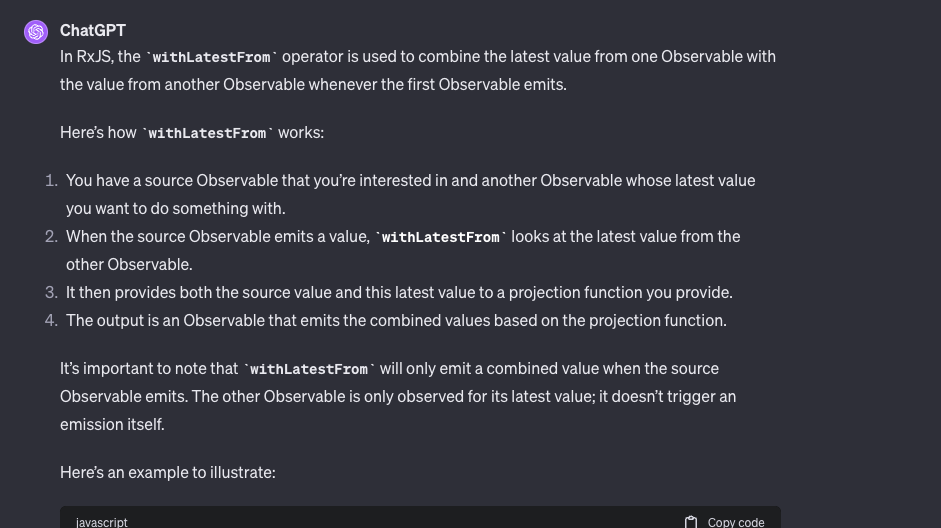 ChatGPT
In RxJS, the `withLatestFrom` operator is used to combine the latest value from one Observable with
the value from another Observable whenever the first Observable emits.
Here’s how `withLatestFrom` works:
1. You have a source Observable that you’re interested in and another Observable whose latest value
you want to do something with.
2. When the source Observable emits a value, `withLatestFrom` looks at the latest value from the
other Observable.
3. It then provides both the source value and this latest value to a projection function you provide.
4. The output is an Observable that emits the combined values based on the projection function.
It’s important to note that `withLatestFrom` will only emit a combined value when the source
Observable emits. The other Observable is only observed for its latest value; it doesn’t trigger an
emission itself.
Here’s an example to illustrate:
javascript Copy code